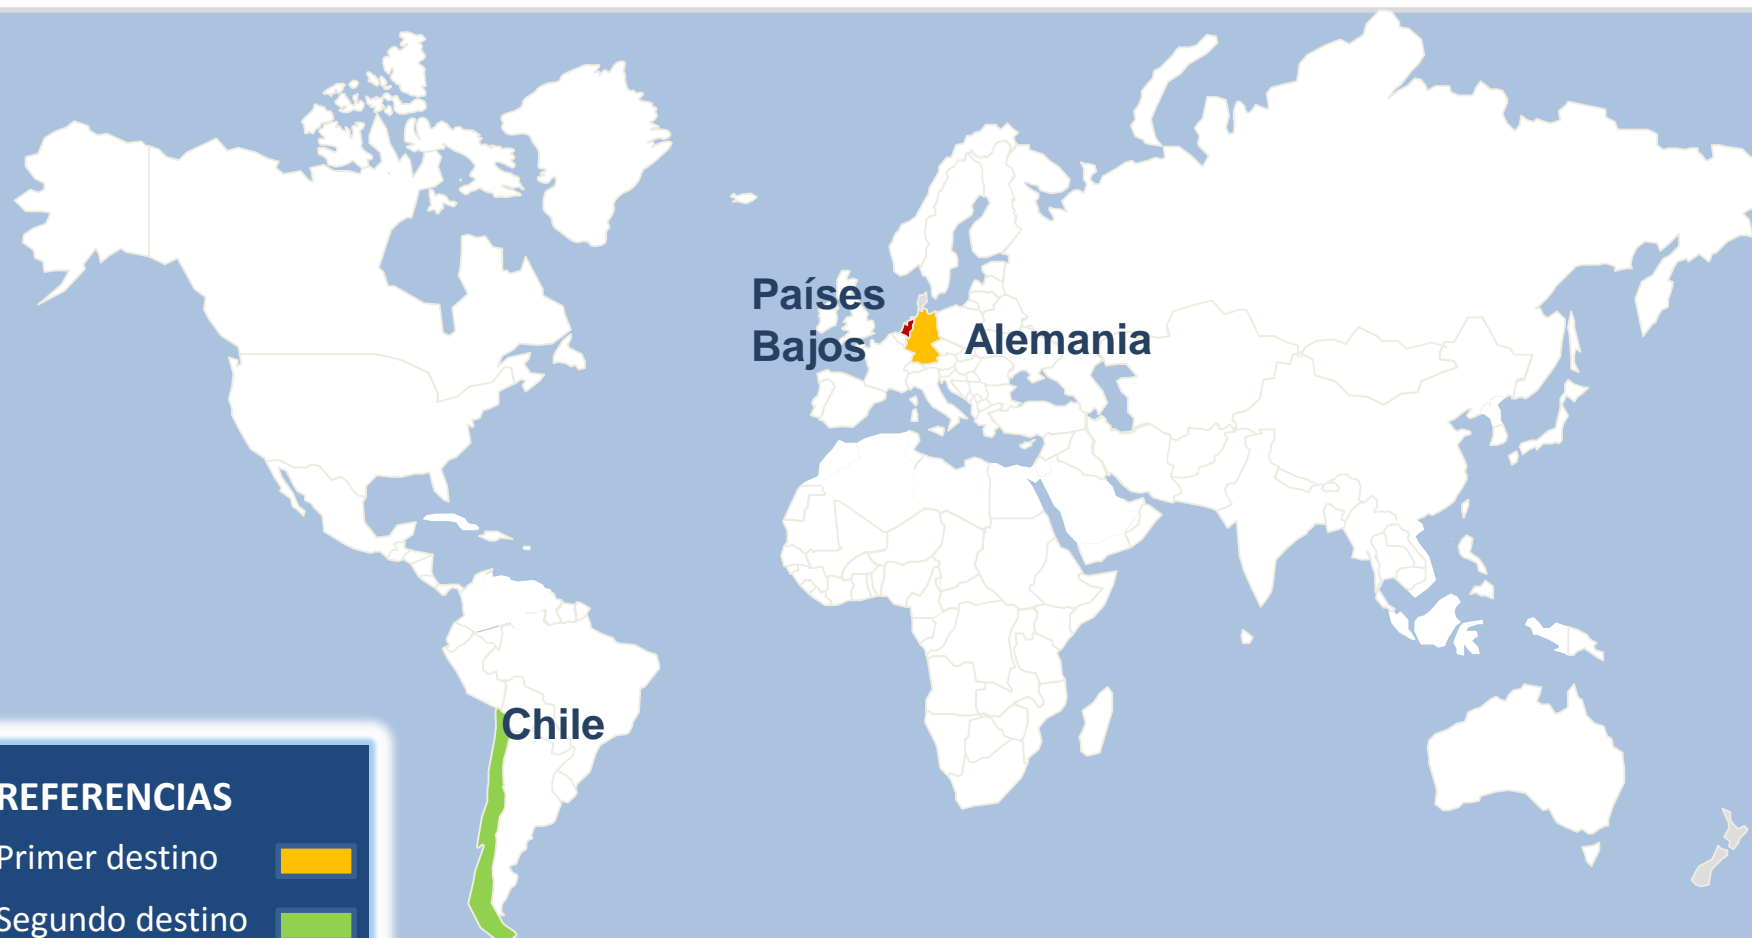 Países
Bajos
Alemania
Chile
REFERENCIAS
Primer destino
Segundo destino